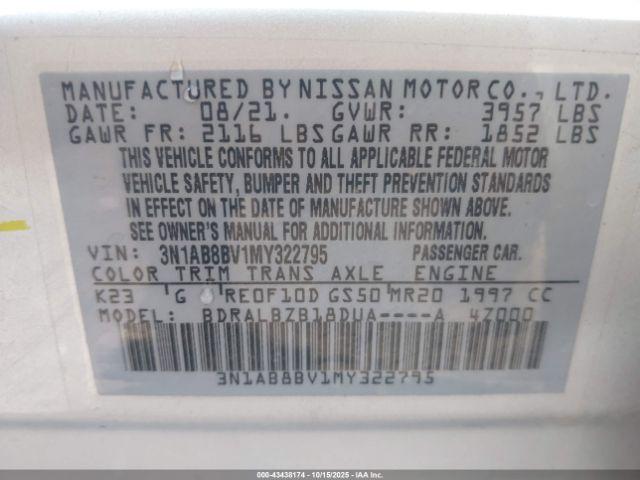 MANUFACTURED BY NISSAN MOTOR CO., LTD.
DATE: 08/21. GVWR: 3957 LBS
GAWR FR: 2116 LBS GAWR RR: 1852 LBS
THIS VEHICLE CONFORMS TO ALL APPLICABLE FEDERAL MOTOR
VEHICLE SAFETY, BUMPER AND THEFT PREVENTION STANDARDS
IN EFFECT ON THE DATE OF MANUFACTURE SHOWN ABOVE.
SEE OWNER'S MANUAL FOR ADDITIONAL INFORMATION.
VIN: 3N1AB8BV1MY322795 PASSENGER CAR.
COLOR TRIM TRANS AXLE ENGINE
K23 G RE0F10D GS50 MR20 1997 CC
MODEL: BDRALBZB18DUA----A 4Z000
3N1AB8BV1MY322795
000-43438174 - 10/15/2025 - IAA, Inc.